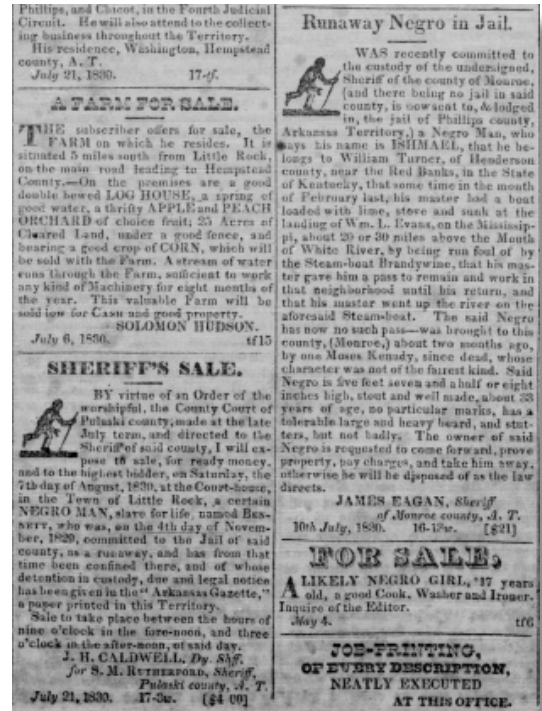 Phillips, and Chicot, in the Fourth Judicial
Circuit. He will also attend to the collect-
ing business throughout the Territory.
His residence, Washington, Hempstead
county, A. T.
July 21, 1830. 17-tf.
A FARM FOR SALE.
THE subscriber offers for sale, the
FARM on which he resides. It is
situated 5 miles south from Little Rock,
on the main road leading to Hempstead
County.—On the premises are a good
double hewed LOG HOUSE, a spring of
good water, a thrifty APPLE and PEACH
ORCHARD of choice fruit, 25 Acres of
Cleared Land, under a good fence, and
bearing a good crop of CORN, which will
be sold with the Farm. A stream of water
runs through the Farm, sufficient to work
any kind of Machinery for eight months of
the year. This valuable Farm will be
sold low for Cash and good property.
SOLOMON HUDSON.
July 6, 1830. tf15
SHERIFF'S SALE.
BY virtue of an Order of the
worshipful, the County Court of
Pulaski county, made at the late
July term, and directed to the
Sheriff of said county, I will ex-
pose to sale, for ready money,
and to the highest bidder, on Saturday, the
7th day of August, 1830, at the Court-house,
in the Town of Little Rock, a certain
NEGRO MAN, slave for life, named BEN-
NETT, who was, on the 4th day of Novem-
ber, 1829, committed to the Jail of said
county, as a runaway, and has from that
time been confined there, and of whose
detention in custody, due and legal notice
has been given in the "Arkansas Gazette,"
a paper printed in this Territory.
Sale to take place between the hours of
nine o'clock in the fore-noon, and three
o'clock in the after-noon, of said day.
J. H. CALDWELL, Dy. Shff.
for S. M. RUTHERFORD, Sheriff,
Pulaski county, A. T.
July 21, 1830. 17-3w. [$4 00]
Runaway Negro in Jail.
WAS recently committed to
the custody of the undersigned,
Sheriff of the county of Monroe,
(and there being no jail in said
county, is now sent to, & lodged
in, the jail of Phillips county,
Arkansas Territory,) a Negro Man, who
says his name is ISHMAEL, that he be-
longs to William Turner, of Henderson
county, near the Red Banks, in the State
of Kentucky, that some time in the month
of February last, his master had a boat
loaded with lime, stove and sunk at the
landing of Wm. L. Evans, on the Mississip-
pi, about 20 or 30 miles above the Mouth
of White River, by being run foul of by
the Steam-boat Brandywine, that his mas-
ter gave him a pass to remain and work in
that neighborhood until his return, and
that his master went up the river on the
aforesaid Steam-boat. The said Negro
has now no such pass—was brought to this
county, (Monroe,) about two months ago,
by one Moses Kenady, since dead, whose
character was not of the fairest kind. Said
Negro is five feet seven and a half or eight
inches high, stout and well made, about 33
years of age, no particular marks, has a
tolerable large and heavy beard, and stut-
ters, but not badly. The owner of said
Negro is requested to come forward, prove
property, pay charges, and take him away,
otherwise he will be disposed of as the law
directs.
JAMES EAGAN, Sheriff
of Monroe county, A. T.
10th July, 1830. 16-13w. [$21]
FOR SALE,
A LIKELY NEGRO GIRL, 17 years
old, a good Cook, Washer and Ironer.
Inquire of the Editor.
May 4. tf6
JOB-PRINTING,
OF EVERY DESCRIPTION,
NEATLY EXECUTED
AT THIS OFFICE.